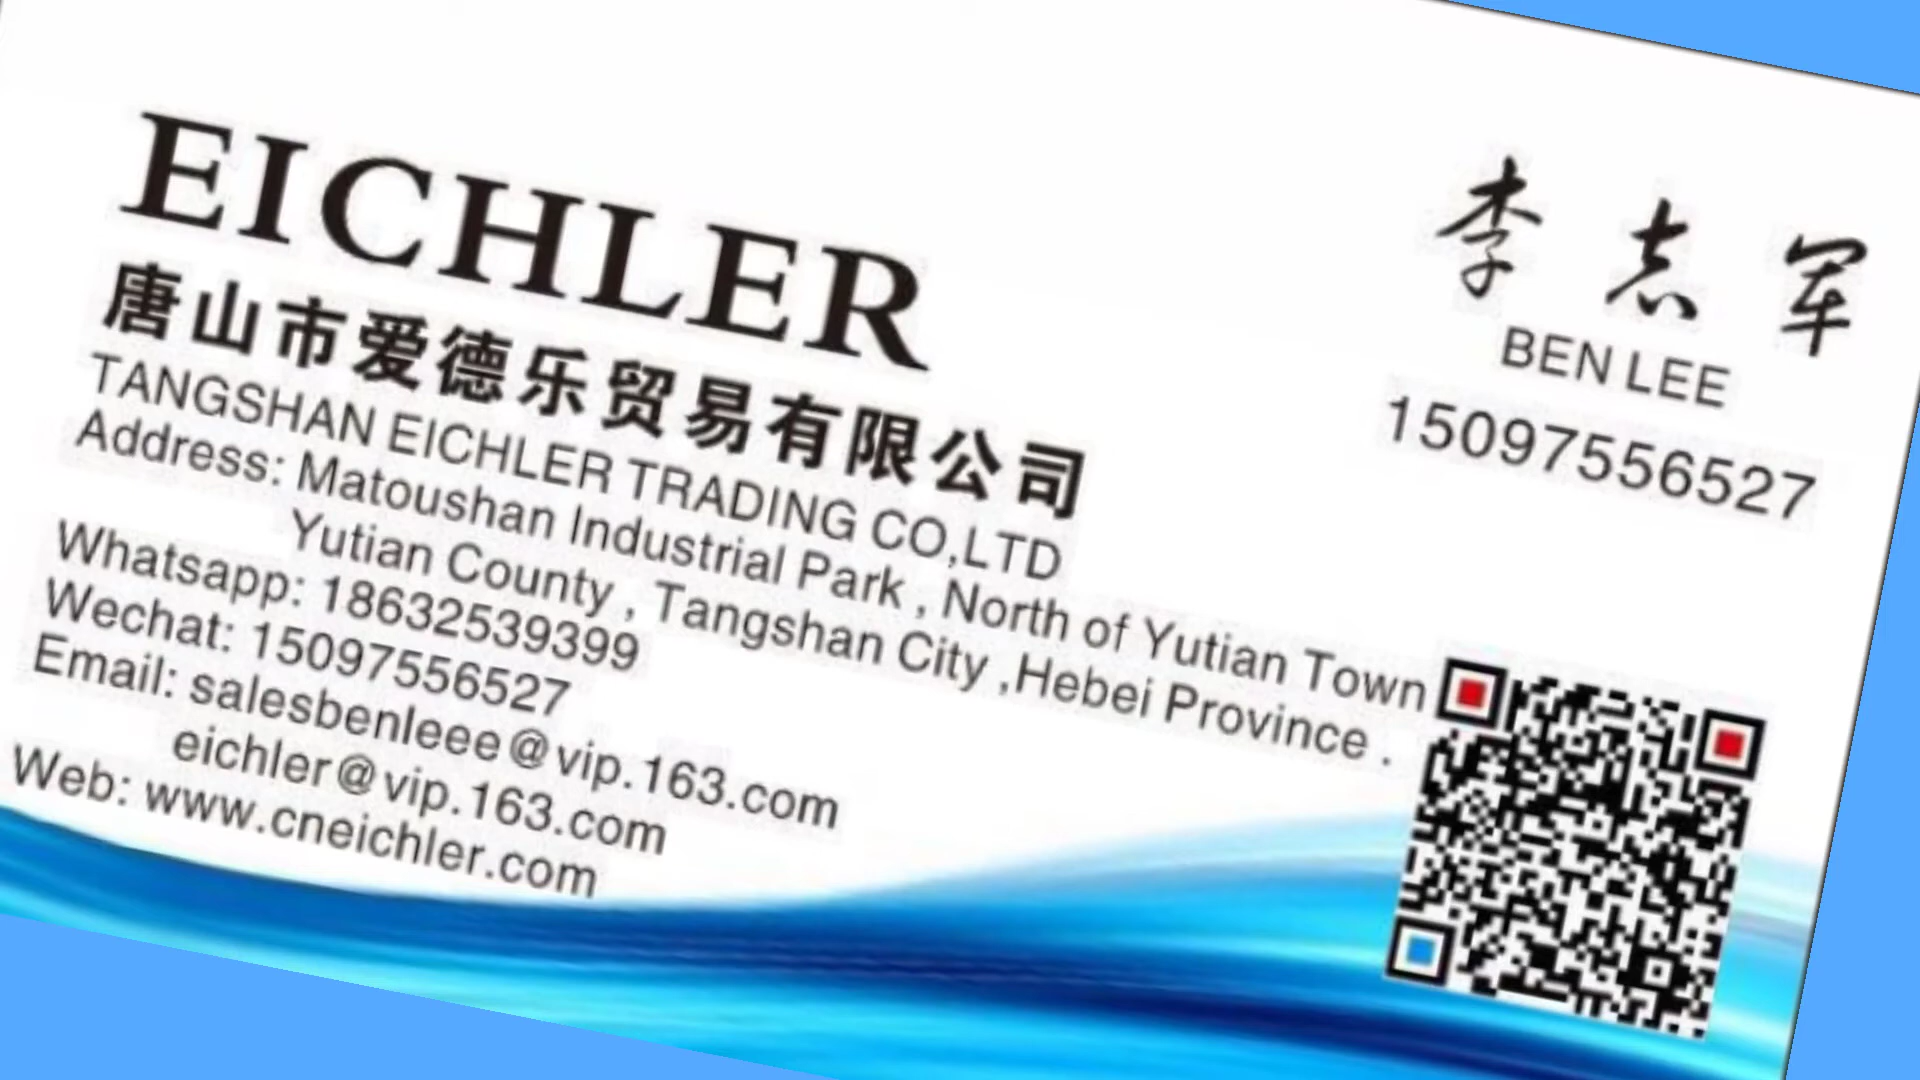 EICHLER
唐山市爱德乐贸易有限公司
TANGSHAN EICHLER TRADING CO,LTD
Address: Matoushan Industrial Park , North of Yutian Town
Yutian County , Tangshan City ,Hebei Province .
Whatsapp: 18632539399
Wechat: 15097556527
Email: salesbenleee@vip.163.com
eichler@vip.163.com
Web: www.cneichler.com
李志军
BEN LEE
15097556527